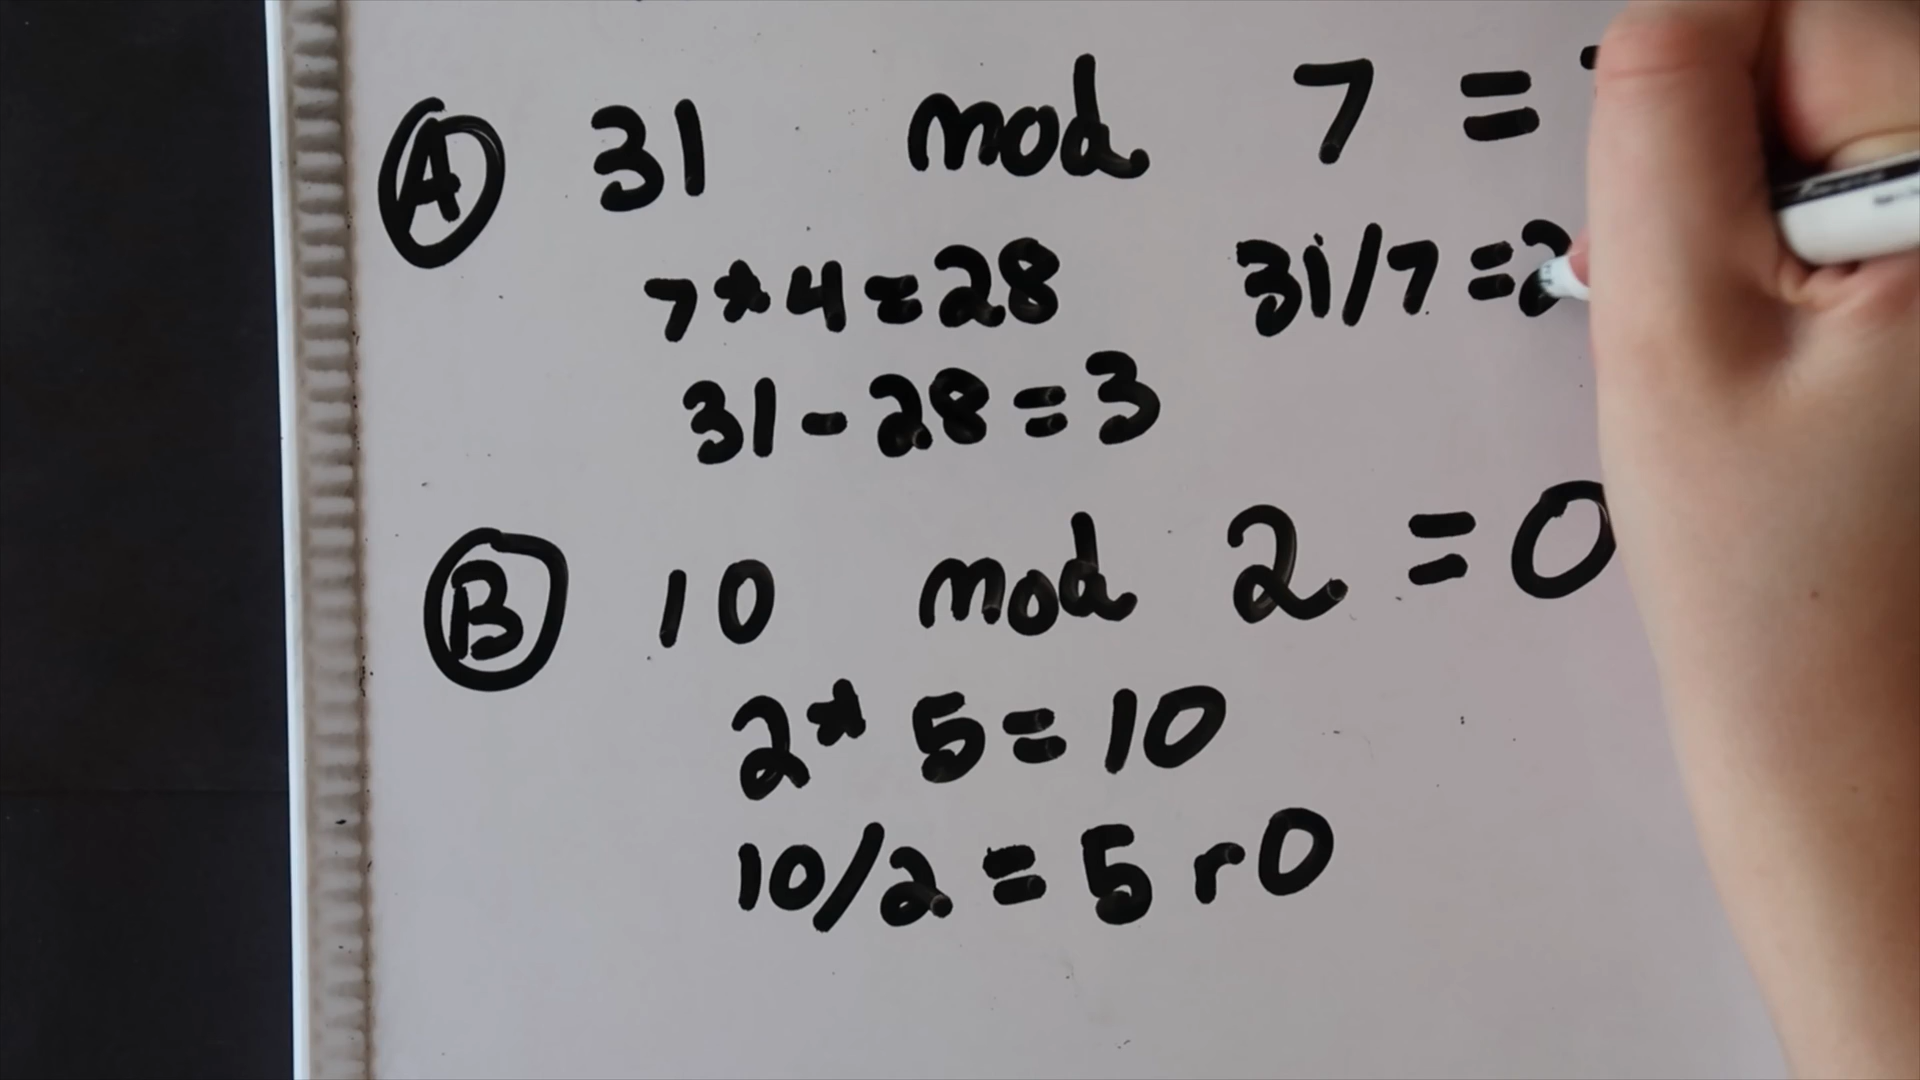 A 31 mod 7 =
7*4=28 31/7=2
31-28=3
B 10 mod 2 = 0
2* 5=10
10/2=5 r0